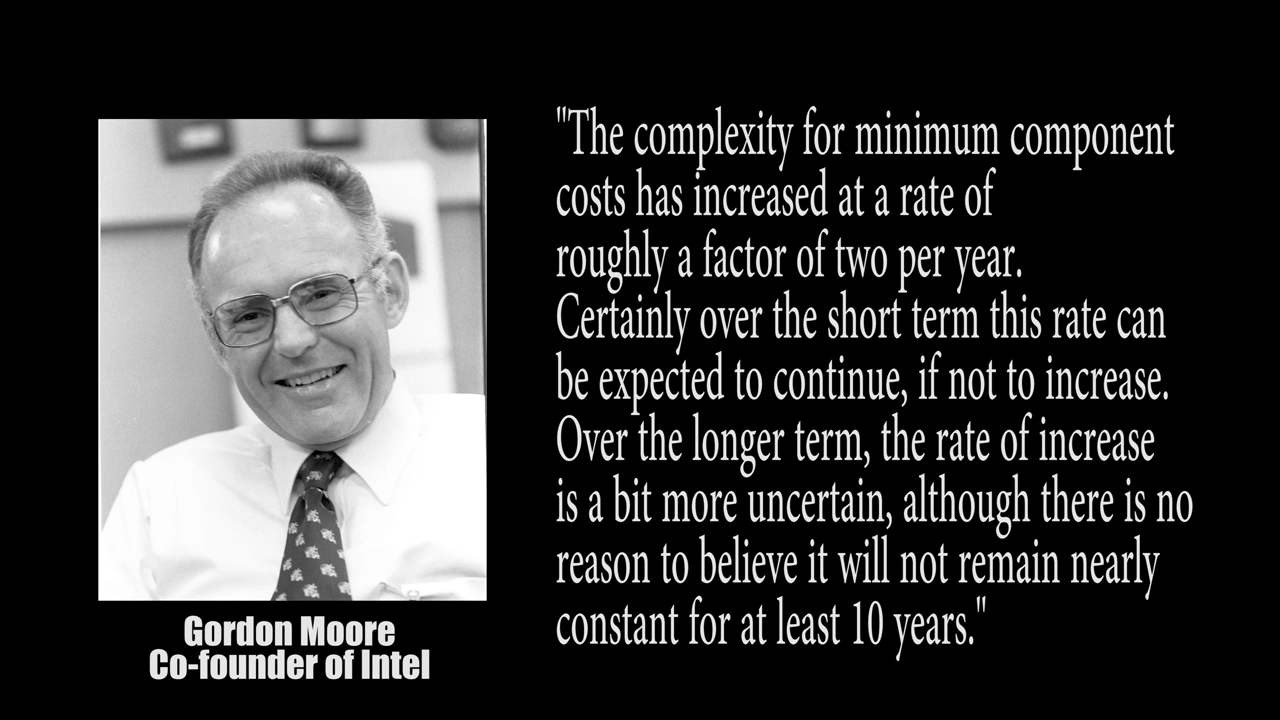 "The complexity for minimum component
costs has increased at a rate of
roughly a factor of two per year.
Certainly over the short term this rate can
be expected to continue, if not to increase.
Over the longer term, the rate of increase
is a bit more uncertain, although there is no
reason to believe it will not remain nearly
constant for at least 10 years."
Gordon Moore
Co-founder of Intel